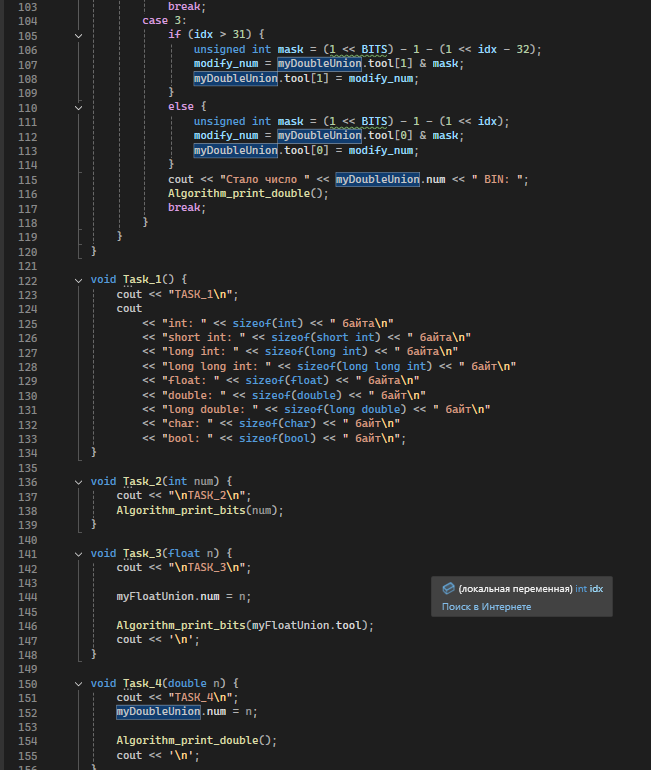 103 break;
104 case 3:
105 if (idx > 31) {
106 unsigned int mask = (1 << BITS) - 1 - (1 << idx - 32);
107 modify_num = myDoubleUnion.tool[1] & mask;
108 myDoubleUnion.tool[1] = modify_num;
109 }
110 else {
111 unsigned int mask = (1 << BITS) - 1 - (1 << idx);
112 modify_num = myDoubleUnion.tool[0] & mask;
113 myDoubleUnion.tool[0] = modify_num;
114 }
115 cout << "Стало число " << myDoubleUnion.num << " BIN: ";
116 Algorithm_print_double();
117 break;
118 }
119 }
120 }
121
122 void Task_1() {
123 cout << "TASK_1\n";
124 cout
125 << "int: " << sizeof(int) << " байта\n"
126 << "short int: " << sizeof(short int) << " байта\n"
127 << "long int: " << sizeof(long int) << " байта\n"
128 << "long long int: " << sizeof(long long int) << " байт\n"
129 << "float: " << sizeof(float) << " байта\n"
130 << "double: " << sizeof(double) << " байт\n"
131 << "long double: " << sizeof(long double) << " байт\n"
132 << "char: " << sizeof(char) << " байт\n"
133 << "bool: " << sizeof(bool) << " байт\n";
134 }
135
136 void Task_2(int num) {
137 cout << "\nTASK_2\n";
138 Algorithm_print_bits(num);
139 }
140
141 void Task_3(float n) {
142 cout << "\nTASK_3\n";
143
(локальная переменная) int idx
144 myFloatUnion.num = n;
Поиск в Интернете
145
146 Algorithm_print_bits(myFloatUnion.tool);
147 cout << '\n';
148 }
149
150 void Task_4(double n) {
151 cout << "TASK_4\n";
152 myDoubleUnion.num = n;
153
154 Algorithm_print_double();
155 cout << '\n';
156 }